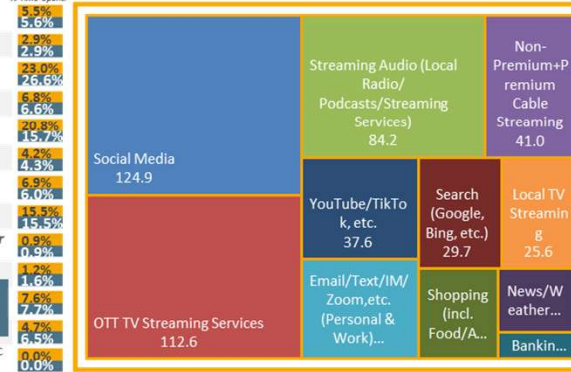 5.5%
5.6%
2.9%
2.9%
23.0%
26.6%
6.8%
6.6%
20.8%
15.7%
4.2%
4.3%
6.9%
6.0%
15.5%
15.5%
0.9%
0.9%
1.2%
1.6%
7.6%
7.7%
4.7%
6.5%
0.0%
0.0%
Social Media
124.9
OTT TV Streaming Services
112.6
Streaming Audio (Local
Radio/
Podcasts/Streaming
Services)
84.2
Non-
Premium+P
remium
Cable
Streaming
41.0
YouTube/TikTo
k, etc.
37.6
Search
(Google,
Bing, etc.)
29.7
Local TV
Streamin
g
25.6
Email/Text/IM/
Zoom,etc.
(Personal &
Work)...
Shopping
(incl.
Food/A...
News/W
eather...
Bankin...